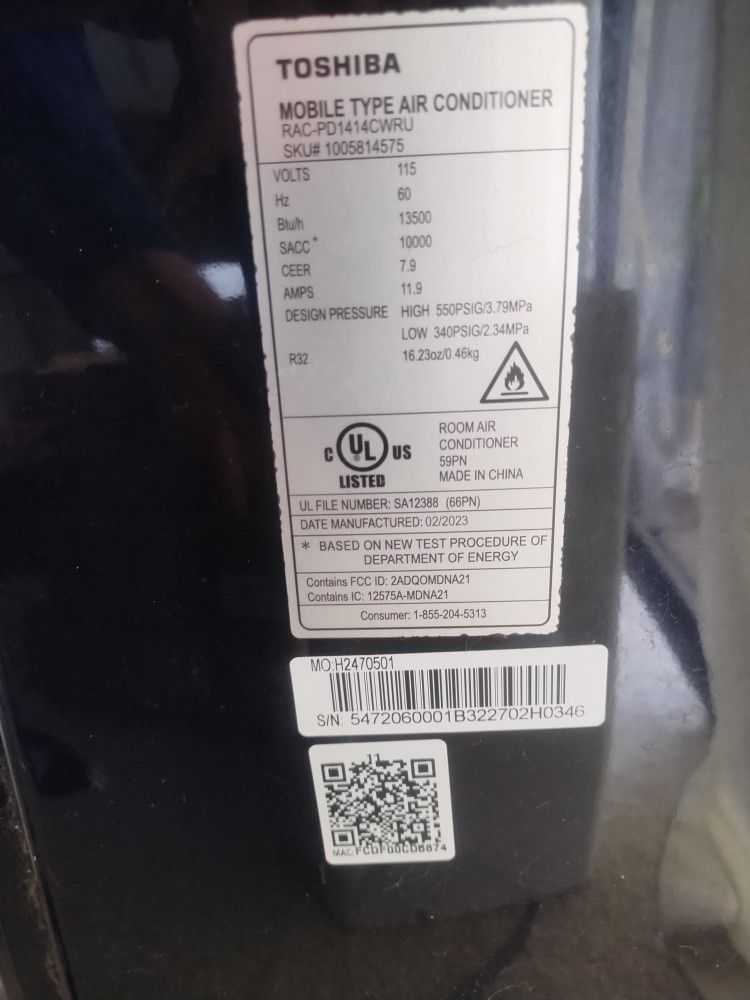 TOSHIBA
MOBILE TYPE AIR CONDITIONER
RAC-PD1414CWRU
SKU# 1005814575
VOLTS 115
Hz 60
Btu/h 13500
SACC* 10000
CEER 7.9
AMPS 11.9
DESIGN PRESSURE HIGH 550PSIG/3.79MPa
LOW 340PSIG/2.34MPa
R32 16.23oz/0.46kg
C UL US
LISTED
ROOM AIR
CONDITIONER
59PN
MADE IN CHINA
UL FILE NUMBER: SA12388 (66PN)
DATE MANUFACTURED: 02/2023
* BASED ON NEW TEST PROCEDURE OF
DEPARTMENT OF ENERGY
Contains FCC ID: 2ADQOMDNA21
Contains IC: 12575A-MDNA21
Consumer: 1-855-204-5313
MO:H2470501
S/N: 5472060001B322702H0346
11
MAC:FCDF00CD6874